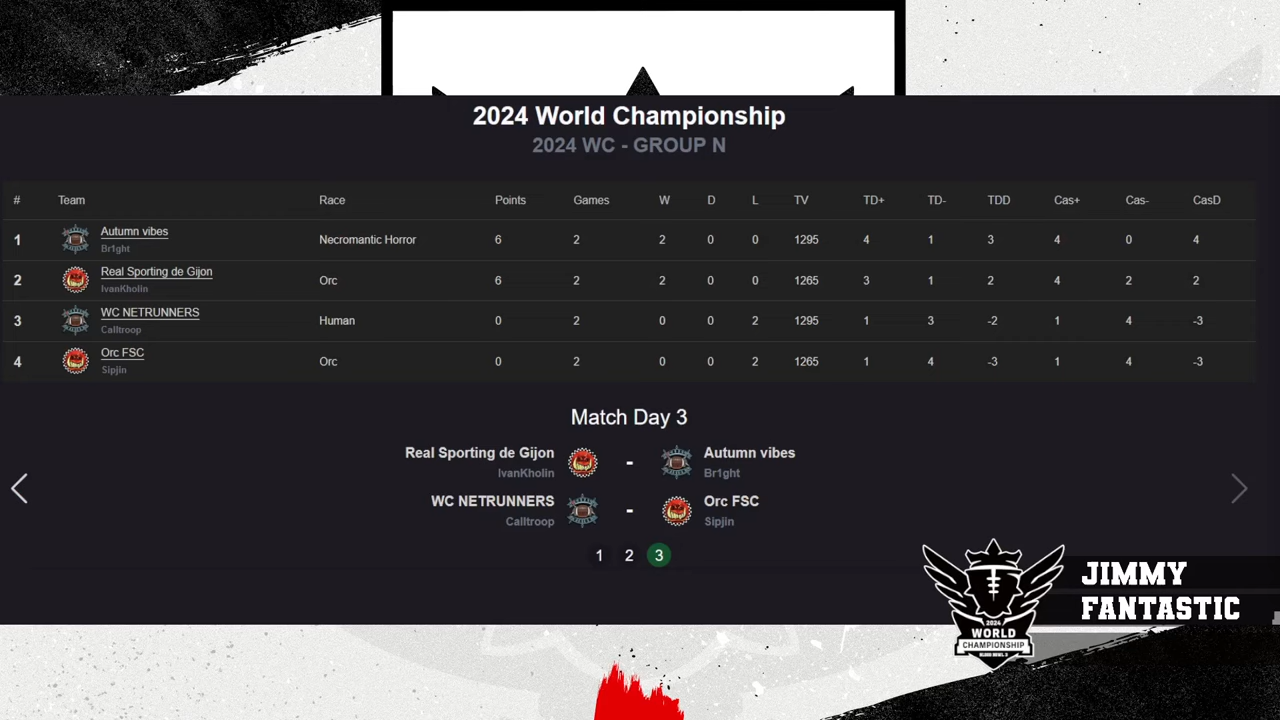 2024 World Championship
2024 WC - GROUP N
# Team Race Points Games W D L TV TD+ TD- TDD Cas+ Cas- CasD
1 Autumn vibes Necromantic Horror 6 2 2 0 0 1295 4 1 3 4 0 4
Br1ght
2 Real Sporting de Gijon Orc 6 2 2 0 0 1265 3 1 2 4 2 2
IvanKholin
3 WC NETRUNNERS Human 0 2 0 0 2 1295 1 3 -2 1 4 -3
Calltroop
4 Orc FSC Orc 0 2 0 0 2 1265 1 4 -3 1 4 -3
Sipjin
Match Day 3
Real Sporting de Gijon - Autumn vibes
IvanKholin Br1ght
WC NETRUNNERS - Orc FSC
Calltroop Sipjin
1 2 3
JIMMY
FANTASTIC
2024
WORLD
CHAMPIONSHIP
BLOOD BOWL 3